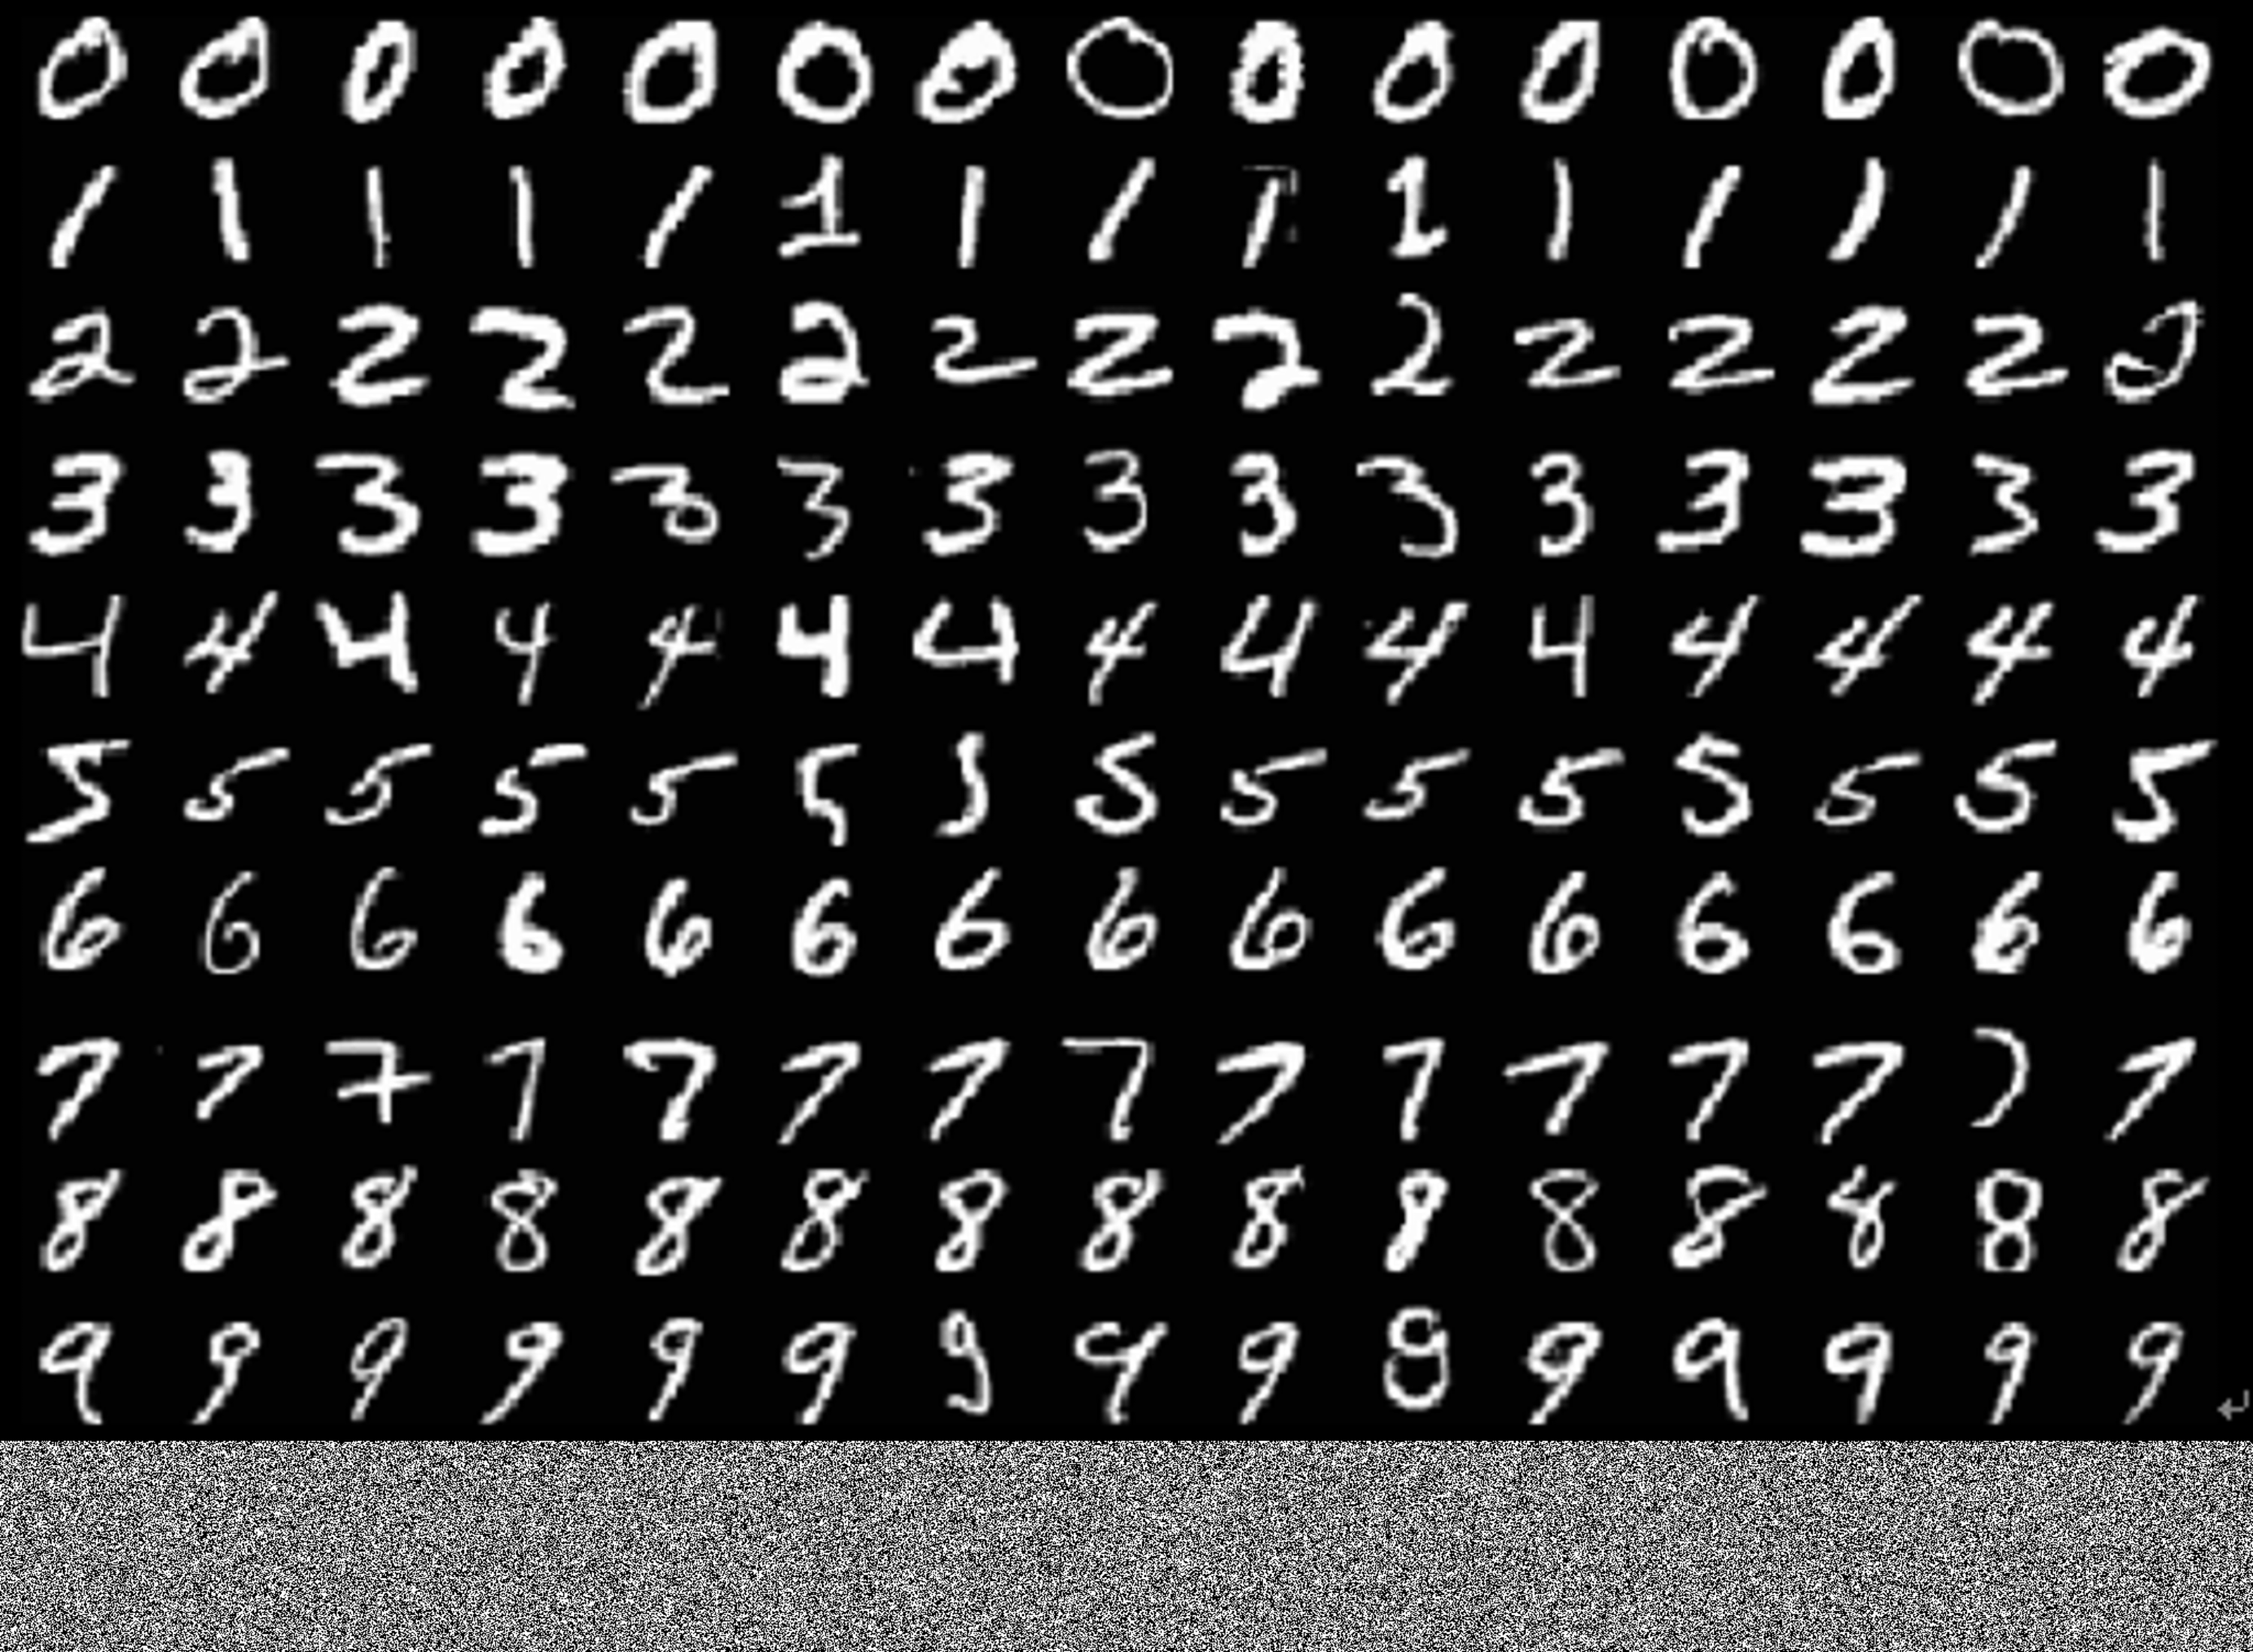 0 0 0 0 0 0 0 0 0 0 0 0 0 0 0
1 1 1 1 1 1 1 1 1 1 1 1 1 1 1
2 2 2 2 2 2 2 2 2 2 2 2 2 2 2
3 3 3 3 3 3 3 3 3 3 3 3 3 3 3
4 4 4 4 4 4 4 4 4 4 4 4 4 4 4
5 5 5 5 5 5 5 5 5 5 5 5 5 5 5
6 6 6 6 6 6 6 6 6 6 6 6 6 6 6
7 7 7 7 7 7 7 7 7 7 7 7 7 7 7
8 8 8 8 8 8 8 8 8 8 8 8 8 8 8
9 9 9 9 9 9 9 9 9 9 9 9 9 9 9 ↵